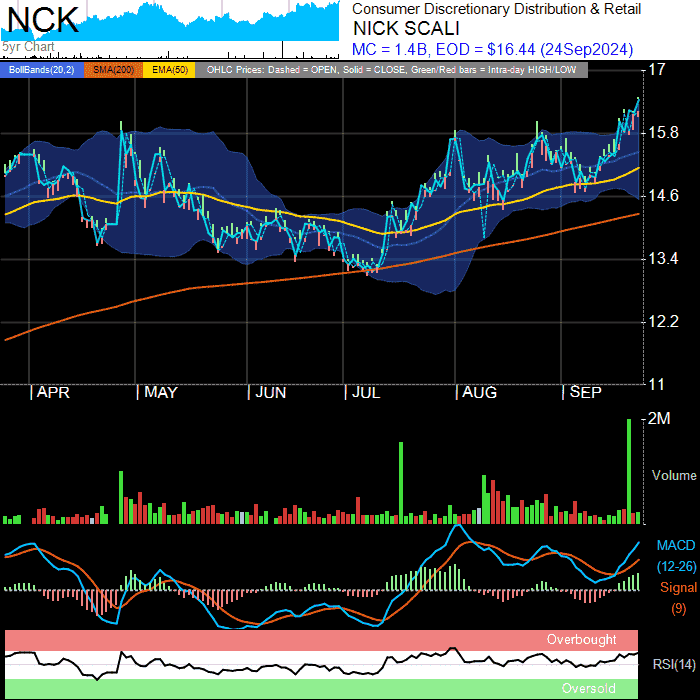 NCK
5yr Chart
Consumer Discretionary Distribution & Retail
NICK SCALI
MC = 1.4B, EOD = $16.44 (24Sep2024)
BollBands(20,2) SMA(200) EMA(50) OHLC Prices: Dashed = OPEN, Solid = CLOSE, Green/Red bars = Intra-day HIGH/LOW
17
15.8
14.6
13.4
12.2
11
| APR | MAY | JUN | JUL | AUG | SEP
2M
Volume
MACD
(12-26)
Signal
(9)
Overbought
RSI(14)
Oversold